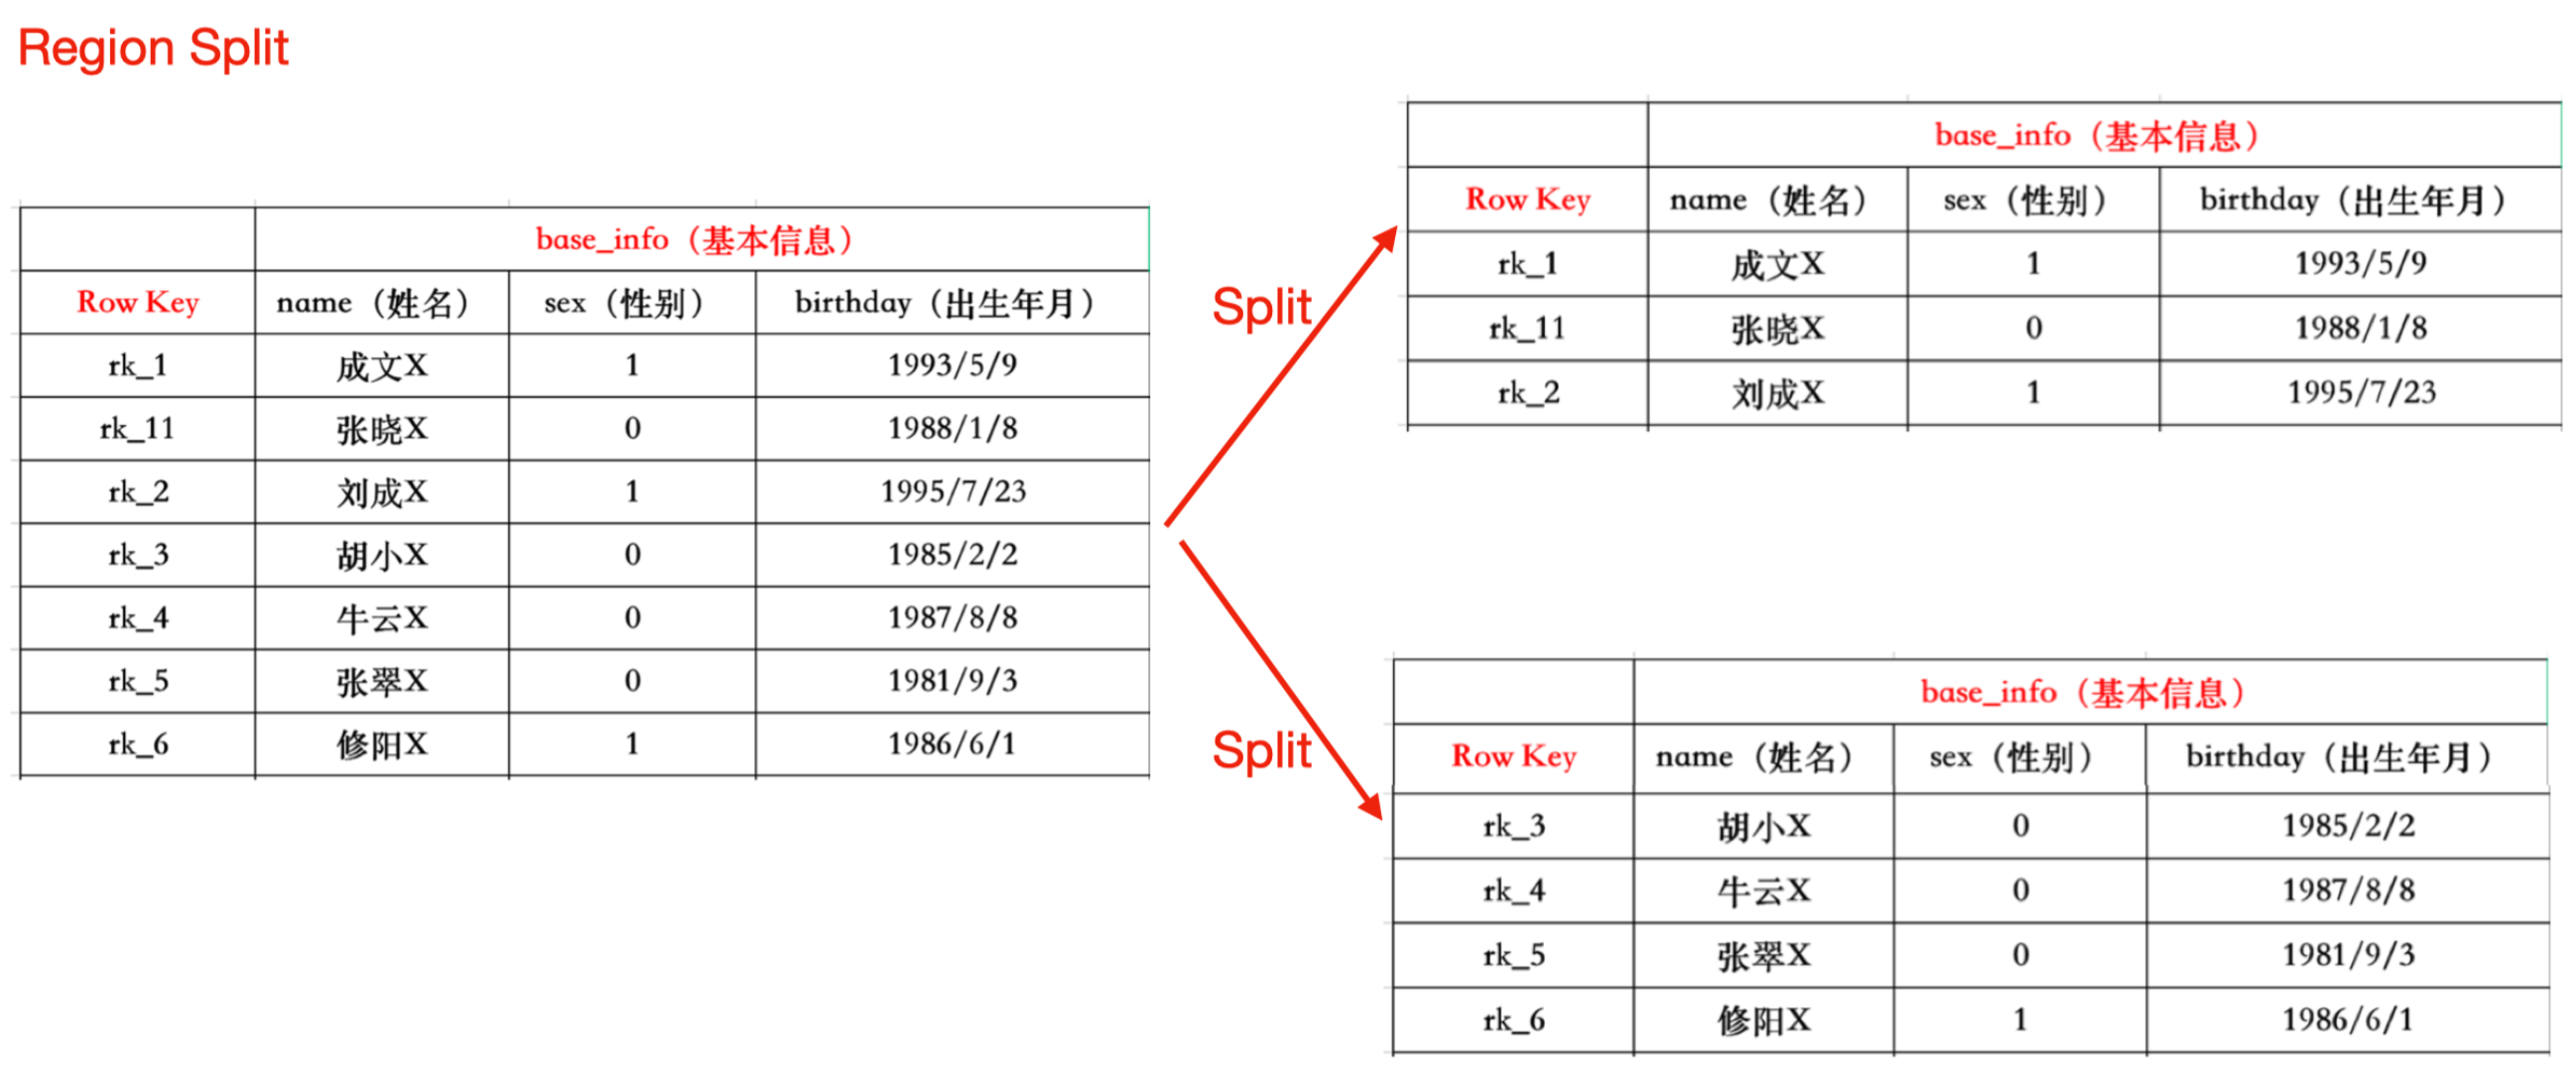 Region Split
base_info（基本信息）
Row Key name（姓名） sex（性别） birthday（出生年月）
rk_1 成文X 1 1993/5/9
rk_11 张晓X 0 1988/1/8
rk_2 刘成X 1 1995/7/23
rk_3 胡小X 0 1985/2/2
rk_4 牛云X 0 1987/8/8
rk_5 张翠X 0 1981/9/3
rk_6 修阳X 1 1986/6/1
Split
Split
base_info（基本信息）
Row Key name（姓名） sex（性别） birthday（出生年月）
rk_1 成文X 1 1993/5/9
rk_11 张晓X 0 1988/1/8
rk_2 刘成X 1 1995/7/23
base_info（基本信息）
Row Key name（姓名） sex（性别） birthday（出生年月）
rk_3 胡小X 0 1985/2/2
rk_4 牛云X 0 1987/8/8
rk_5 张翠X 0 1981/9/3
rk_6 修阳X 1 1986/6/1